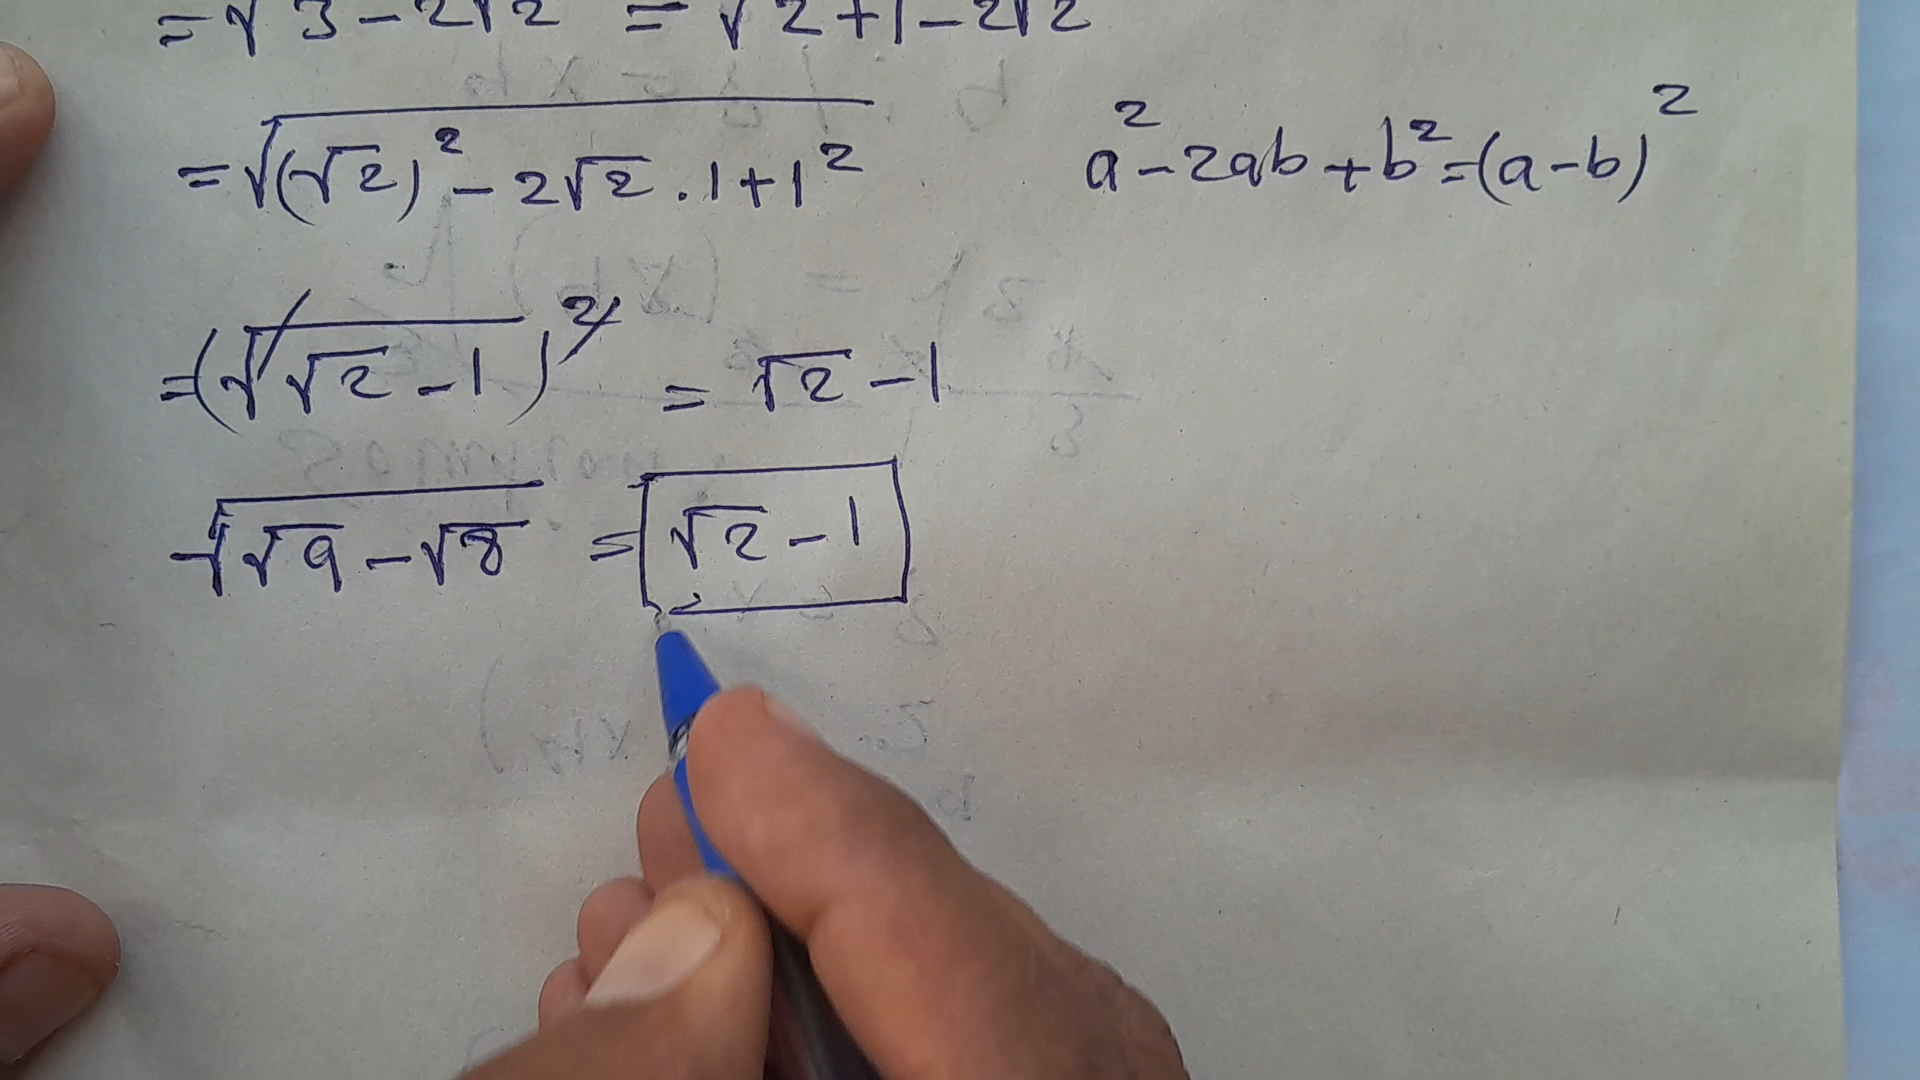 =√3-2√2 = √2+1-2√2
=√(√2)²-2√2.1+1² a²-2ab+b²=(a-b)²
=(√√2-1)² = √2-1
√√9-√8 = √2-1